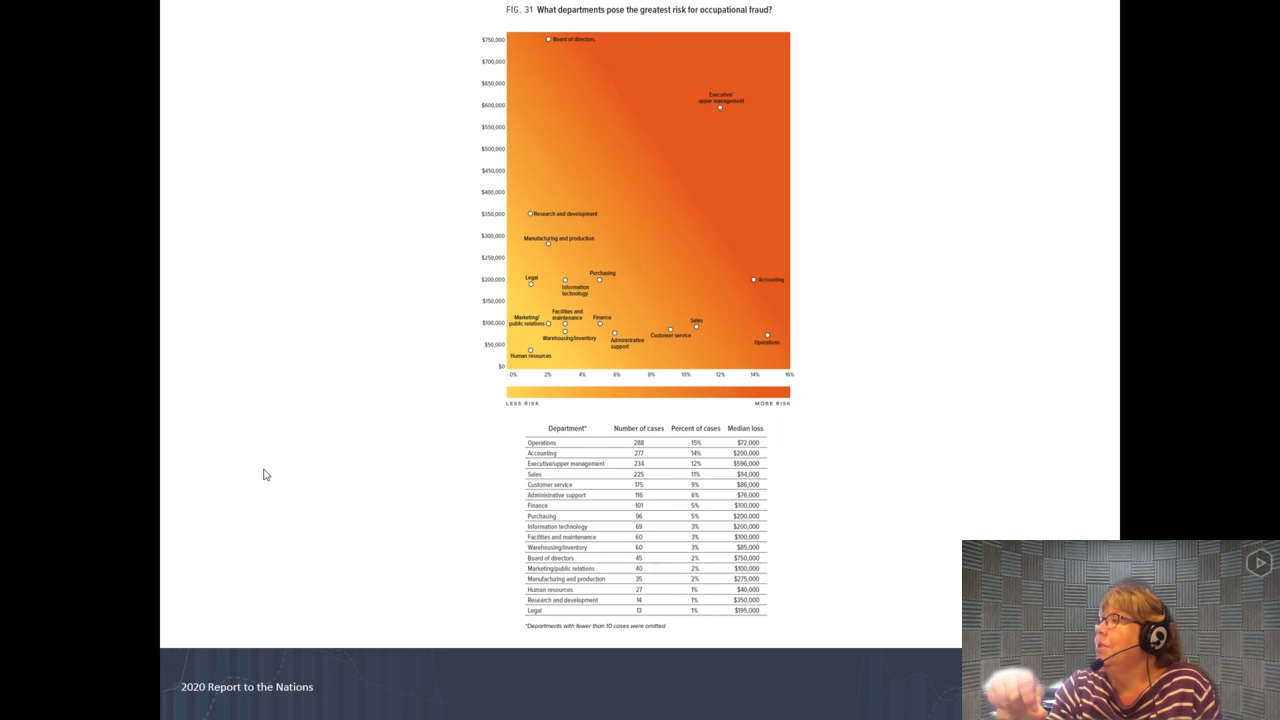 FIG. 31 What departments pose the greatest risk for occupational fraud?
$750,000
Board of directors
$700,000
$650,000
Executive/
upper management
$600,000
$550,000
$500,000
$450,000
$400,000
$350,000
Research and development
$300,000
Manufacturing and production
$250,000
$200,000
Legal
Information
technology
Purchasing
Accounting
$150,000
$100,000
Marketing/
public relations
Facilities and
maintenance
Finance
Sales
Warehousing/inventory
Administrative
support
Customer service
Operations
$50,000
Human resources
$0
0% 2% 4% 6% 8% 10% 12% 14% 16%
LESS RISK MORE RISK
Department* Number of cases Percent of cases Median loss
Operations 288 15% $72,000
Accounting 277 14% $200,000
Executive/upper management 234 12% $596,000
Sales 225 11% $94,000
Customer service 175 9% $86,000
Administrative support 116 6% $76,000
Finance 101 5% $100,000
Purchasing 96 5% $200,000
Information technology 69 3% $200,000
Facilities and maintenance 60 3% $100,000
Warehousing/inventory 60 3% $85,000
Board of directors 45 2% $750,000
Marketing/public relations 40 2% $100,000
Manufacturing and production 35 2% $275,000
Human resources 27 1% $40,000
Research and development 14 1% $350,000
Legal 13 1% $195,000
*Departments with fewer than 10 cases were omitted
2020 Report to the Nations